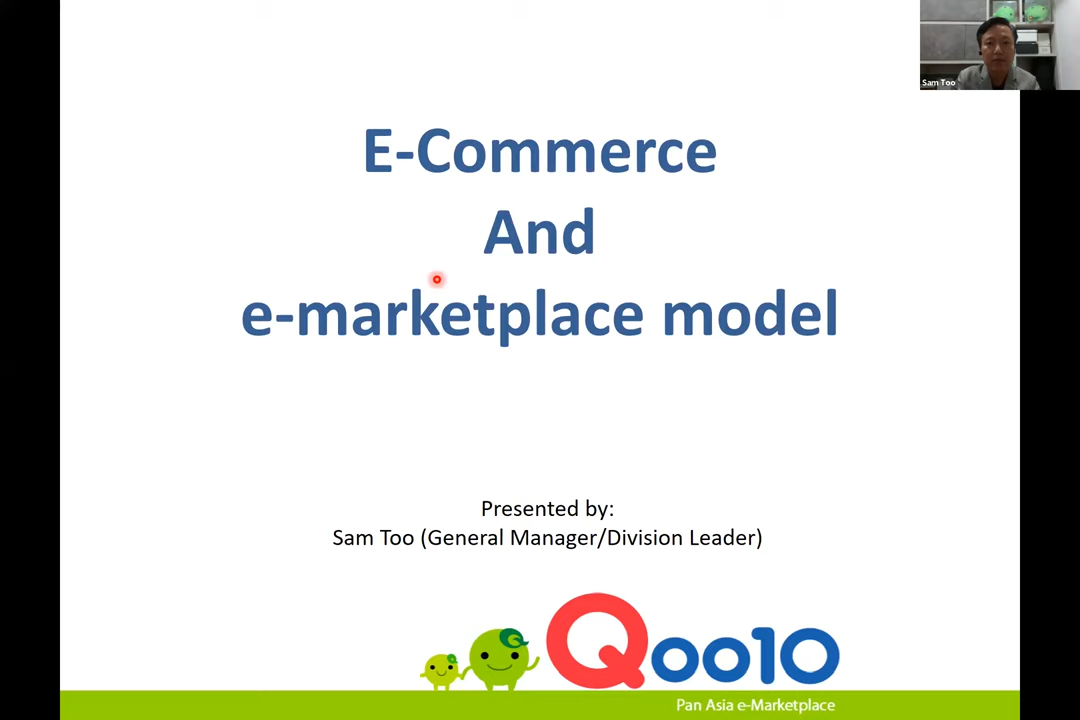 Sam Too
E-Commerce
And
e-marketplace model
Presented by:
Sam Too (General Manager/Division Leader)
Qoo10
Pan Asia e-Marketplace